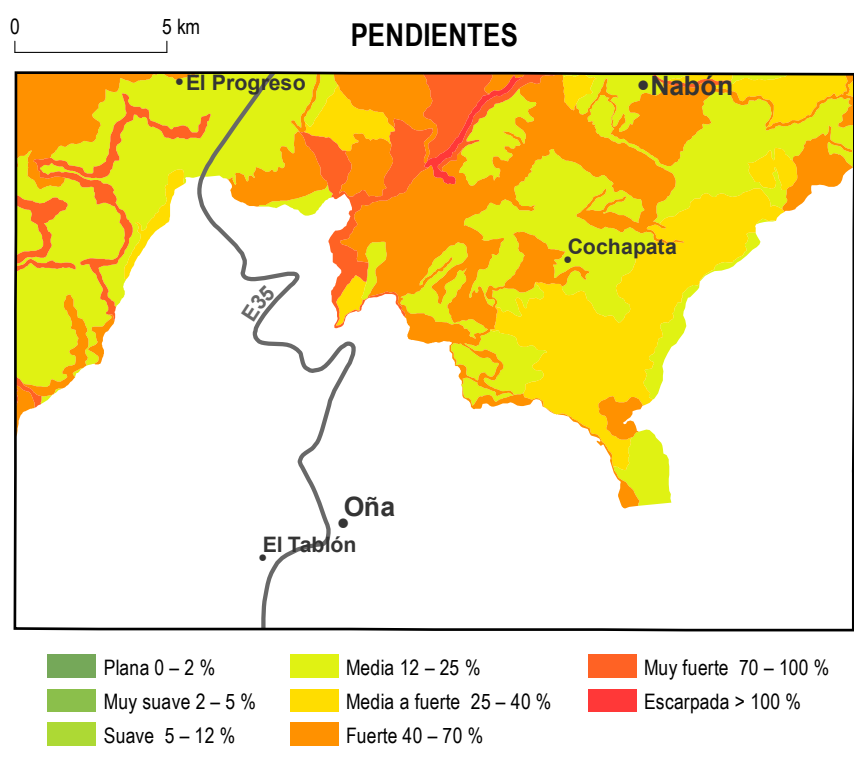 0
5 km
PENDIENTES
El Progreso
Nabón
Cochapata
E35
Oña
El Tablón
Plana 0 – 2 %
Muy suave 2 – 5 %
Suave 5 – 12 %
Media 12 – 25 %
Media a fuerte 25 – 40 %
Fuerte 40 – 70 %
Muy fuerte 70 – 100 %
Escarpada > 100 %